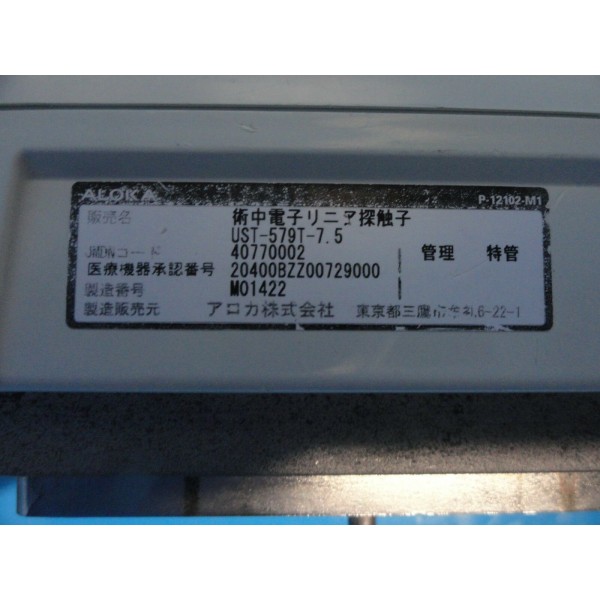 ALOKA
P-12102-M1
販売名 術中電子リニア探触子
UST-579T-7.5
JMDNコード 40770002 管理 特管
医療機器承認番号 20400BZZ00729000
製造番号 M01422
製造販売元 アロカ株式会社 東京都三鷹市牟礼6-22-1